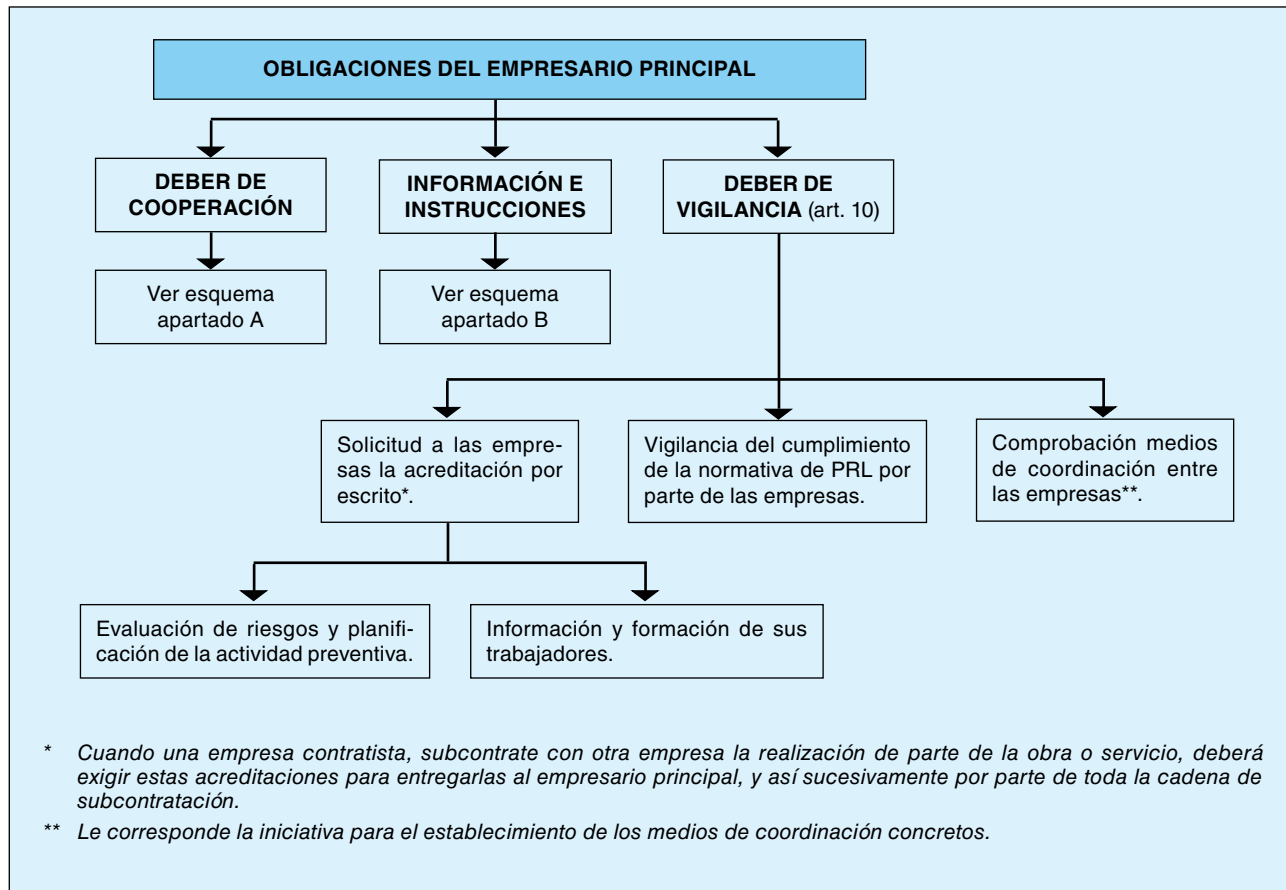 OBLIGACIONES DEL EMPRESARIO PRINCIPAL
DEBER DE
COOPERACIÓN
INFORMACIÓN E
INSTRUCCIONES
DEBER DE
VIGILANCIA (art. 10)
Ver esquema
apartado A
Ver esquema
apartado B
Solicitud a las empre-
sas la acreditación por
escrito*.
Vigilancia del cumplimiento
de la normativa de PRL por
parte de las empresas.
Comprobación medios
de coordinación entre
las empresas**.
Evaluación de riesgos y planifi-
cación de la actividad preventiva.
Información y formación de sus
trabajadores.
* Cuando una empresa contratista, subcontrate con otra empresa la realización de parte de la obra o servicio, deberá
exigir estas acreditaciones para entregarlas al empresario principal, y así sucesivamente por parte de toda la cadena de
subcontratación.
** Le corresponde la iniciativa para el establecimiento de los medios de coordinación concretos.